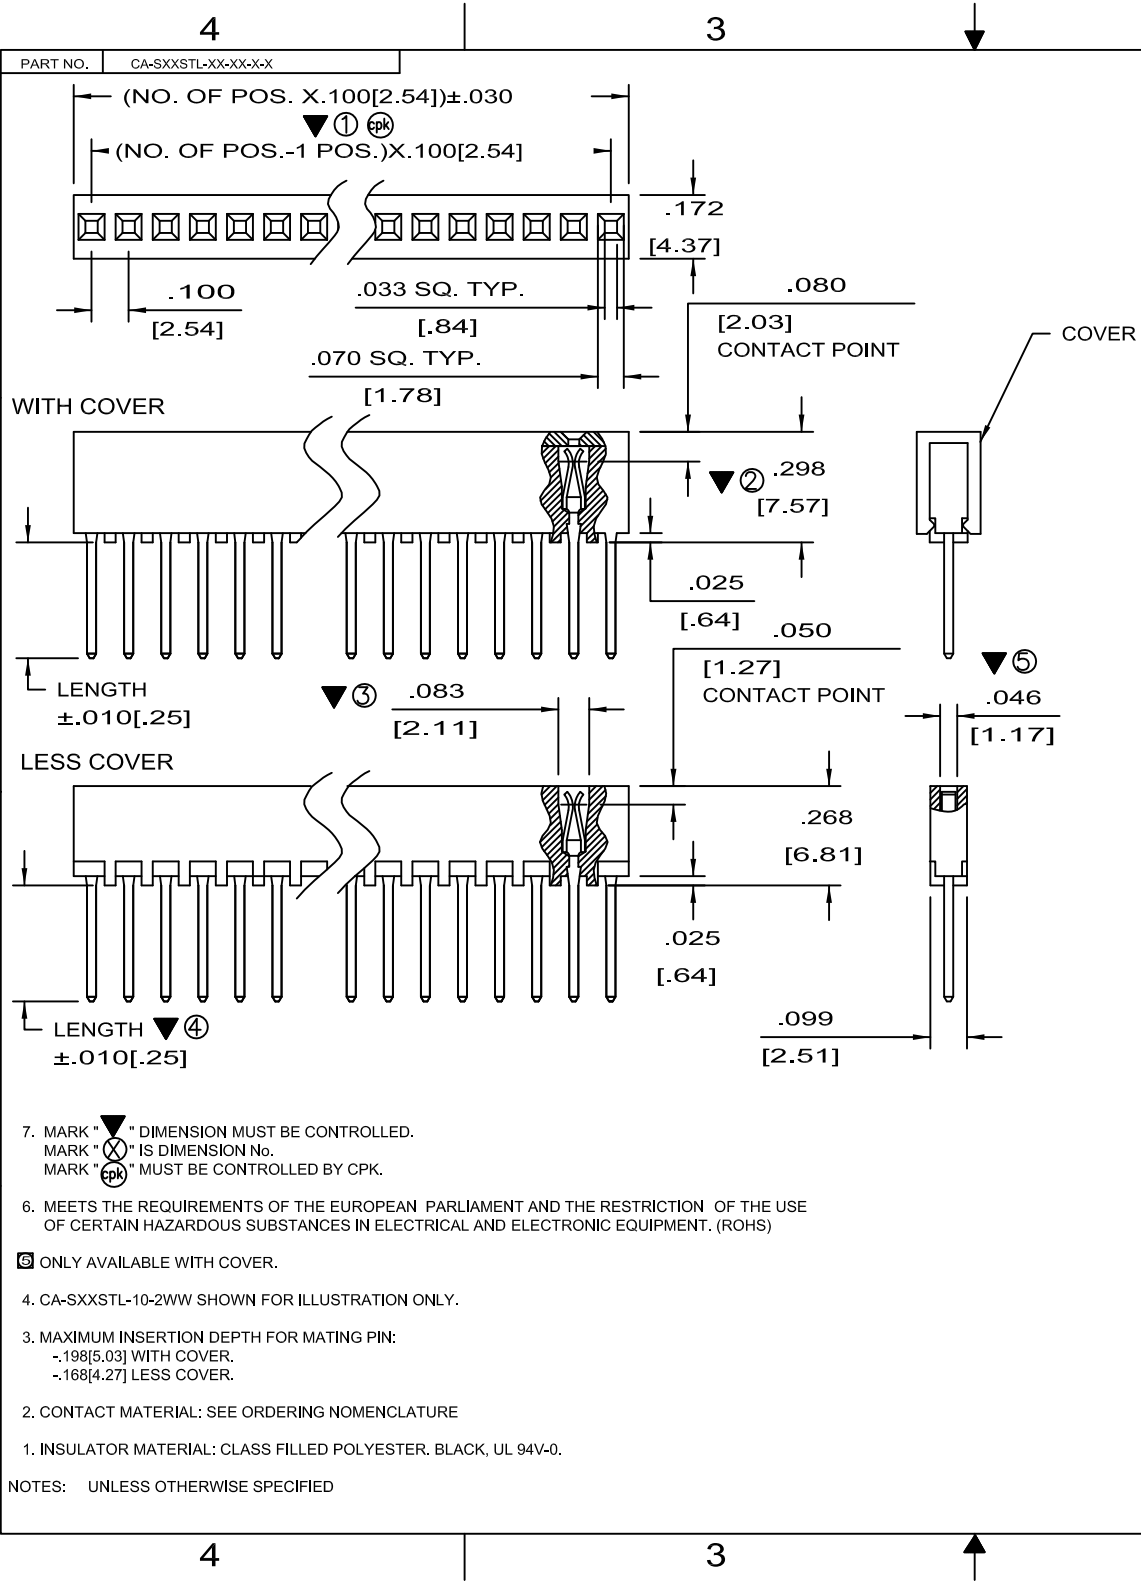 4 3
PART NO. CA-SXXSTL-XX-XX-X-X
(NO. OF POS. X.100[2.54])±.030
① cpk
(NO. OF POS.-1 POS.)X.100[2.54]
.172
[4.37]
.100
[2.54]
.033 SQ. TYP.
[.84]
.070 SQ. TYP.
[1.78]
.080
[2.03]
CONTACT POINT
COVER
WITH COVER
② .298
[7.57]
.025
[.64]
.050
[1.27]
CONTACT POINT
LENGTH
±.010[.25]
③ .083
[2.11]
⑤
.046
[1.17]
LESS COVER
.268
[6.81]
.025
[.64]
LENGTH ▼④
±.010[.25]
.099
[2.51]
7. MARK "▼" DIMENSION MUST BE CONTROLLED.
MARK "Ⓧ" IS DIMENSION No.
MARK "cpk" MUST BE CONTROLLED BY CPK.
6. MEETS THE REQUIREMENTS OF THE EUROPEAN PARLIAMENT AND THE RESTRICTION OF THE USE
OF CERTAIN HAZARDOUS SUBSTANCES IN ELECTRICAL AND ELECTRONIC EQUIPMENT. (ROHS)
5 ONLY AVAILABLE WITH COVER.
4. CA-SXXSTL-10-2WW SHOWN FOR ILLUSTRATION ONLY.
3. MAXIMUM INSERTION DEPTH FOR MATING PIN:
-.198[5.03] WITH COVER.
-.168[4.27] LESS COVER.
2. CONTACT MATERIAL: SEE ORDERING NOMENCLATURE
1. INSULATOR MATERIAL: CLASS FILLED POLYESTER. BLACK, UL 94V-0.
NOTES: UNLESS OTHERWISE SPECIFIED
4 3